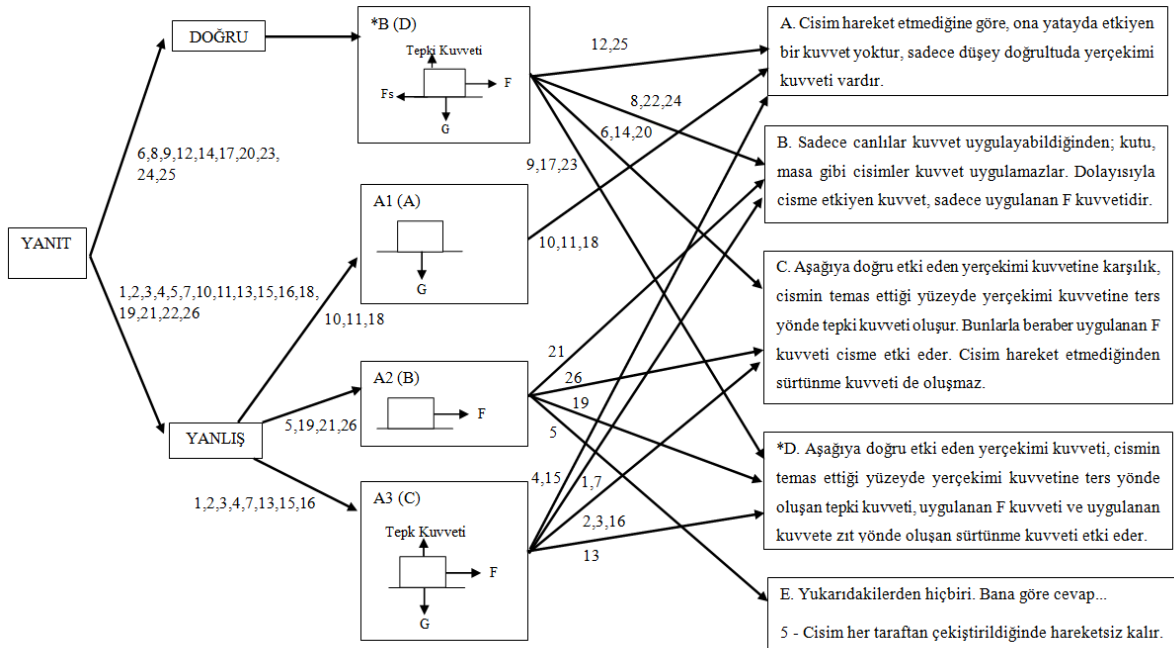 YANIT
DOĞRU
6,8,9,12,14,17,20,23,
24,25
1,2,3,4,5,7,10,11,13,15,16,18,
19,21,22,26
YANLIŞ
10,11,18
5,19,21,26
1,2,3,4,7,13,15,16
*B (D)
Tepki Kuvveti
F
Fs
G
A1 (A)
G
A2 (B)
F
A3 (C)
Tepk Kuvveti
F
G
12,25
8,22,24
6,14,20
9,17,23
10,11,18
21
26
19
5
4,15
1,7
2,3,16
13
A. Cisim hareket etmediğine göre, ona yatayda etkiyen
bir kuvvet yoktur, sadece düşey doğrultuda yerçekimi
kuvveti vardır.
B. Sadece canlılar kuvvet uygulayabildiğinden; kutu,
masa gibi cisimler kuvvet uygulamazlar. Dolayısıyla
cisme etkiyen kuvvet, sadece uygulanan F kuvvetidir.
C. Aşağıya doğru etki eden yerçekimi kuvvetine karşılık,
cismin temas ettiği yüzeyde yerçekimi kuvvetine ters
yönde tepki kuvveti oluşur. Bunlarla beraber uygulanan F
kuvveti cisme etki eder. Cisim hareket etmediğinden
sürtünme kuvveti de oluşmaz.
*D. Aşağıya doğru etki eden yerçekimi kuvveti, cismin
temas ettiği yüzeyde yerçekimi kuvvetine ters yönde
oluşan tepki kuvveti, uygulanan F kuvveti ve uygulanan
kuvvete zıt yönde oluşan sürtünme kuvveti etki eder.
E. Yukarıdakilerden hiçbiri. Bana göre cevap...
5 - Cisim her taraftan çekiştirildiğinde hareketsiz kalır.